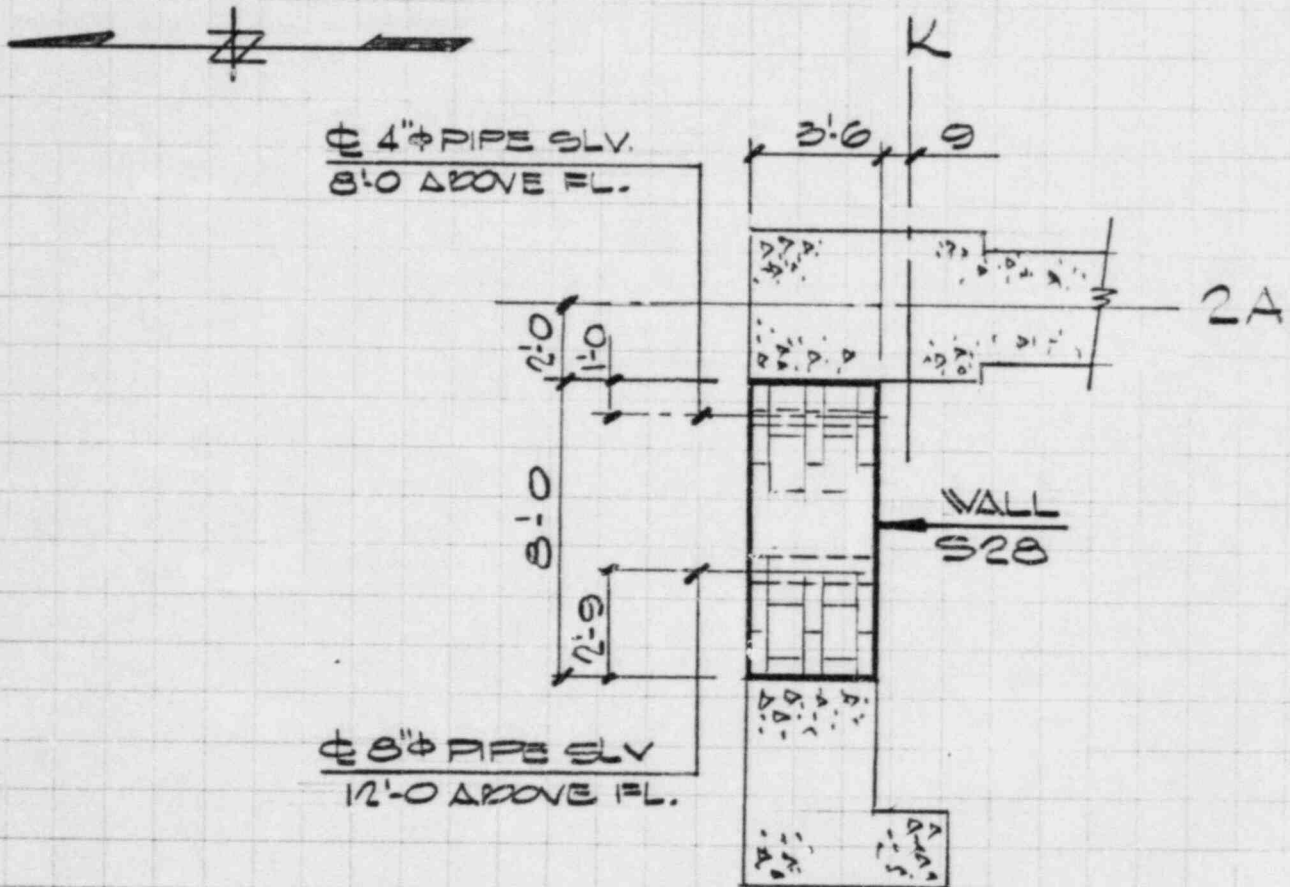 N
K
℄ 4"⌀ PIPE SLV.
8'-0 ABOVE FL.
3'-6
9
2A
2'-0
1'-0
8'-0
WALL
S28
2'-9
℄ 8"⌀ PIPE SLV
12'-0 ABOVE FL.